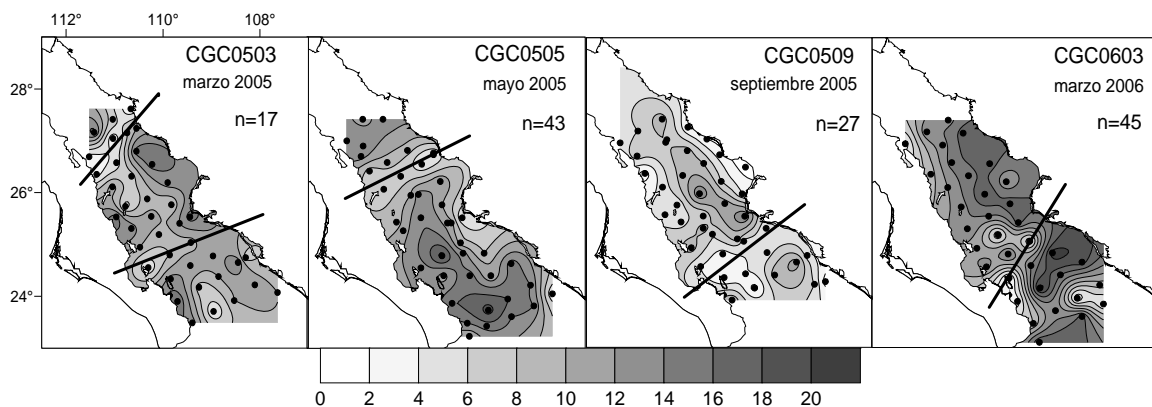 112° 110° 108°
28°
26°
24°
CGC0503
marzo 2005
n=17
CGC0505
mayo 2005
n=43
CGC0509
septiembre 2005
n=27
CGC0603
marzo 2006
n=45
0 2 4 6 8 10 12 14 16 18 20